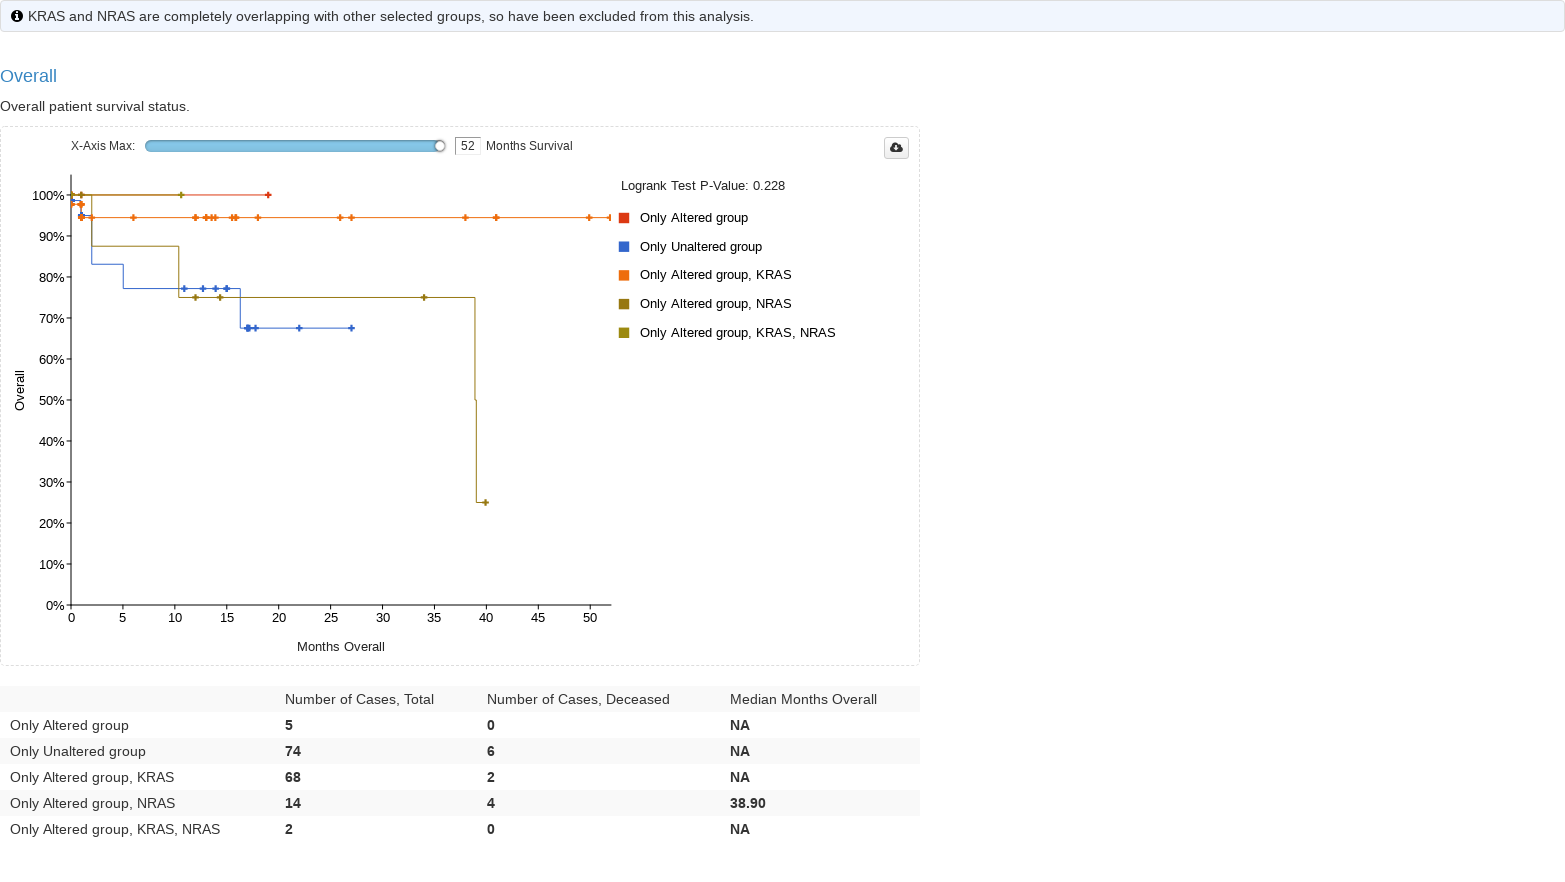 KRAS and NRAS are completely overlapping with other selected groups, so have been excluded from this analysis.
Overall
Overall patient survival status.
X-Axis Max: 52 Months Survival
Logrank Test P-Value: 0.228
Only Altered group
Only Unaltered group
Only Altered group, KRAS
Only Altered group, NRAS
Only Altered group, KRAS, NRAS
100%
90%
80%
70%
60%
50%
40%
30%
20%
10%
0%
Overall
0 5 10 15 20 25 30 35 40 45 50
Months Overall
Number of Cases, Total Number of Cases, Deceased Median Months Overall
Only Altered group 5 0 NA
Only Unaltered group 74 6 NA
Only Altered group, KRAS 68 2 NA
Only Altered group, NRAS 14 4 38.90
Only Altered group, KRAS, NRAS 2 0 NA